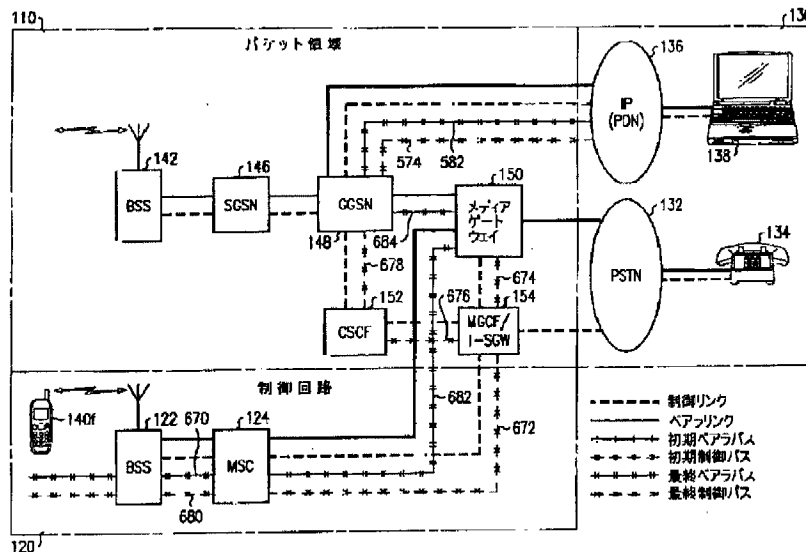 110
130
パケット領域
136
IP
(PDN)
138
582
574
142
146
150
132
BSS
SGSN
GGSN
メディア
ゲート
ウェイ
134
148
684
PSTN
678
674
152
676
154
CSCF
MGCF/
I-SGW
制御回路
140f
122
670
124
682
672
BSS
MSC
680
制御リンク
ベアラリンク
初期ベアラパス
初期制御パス
最終ベアラパス
最終制御パス
120